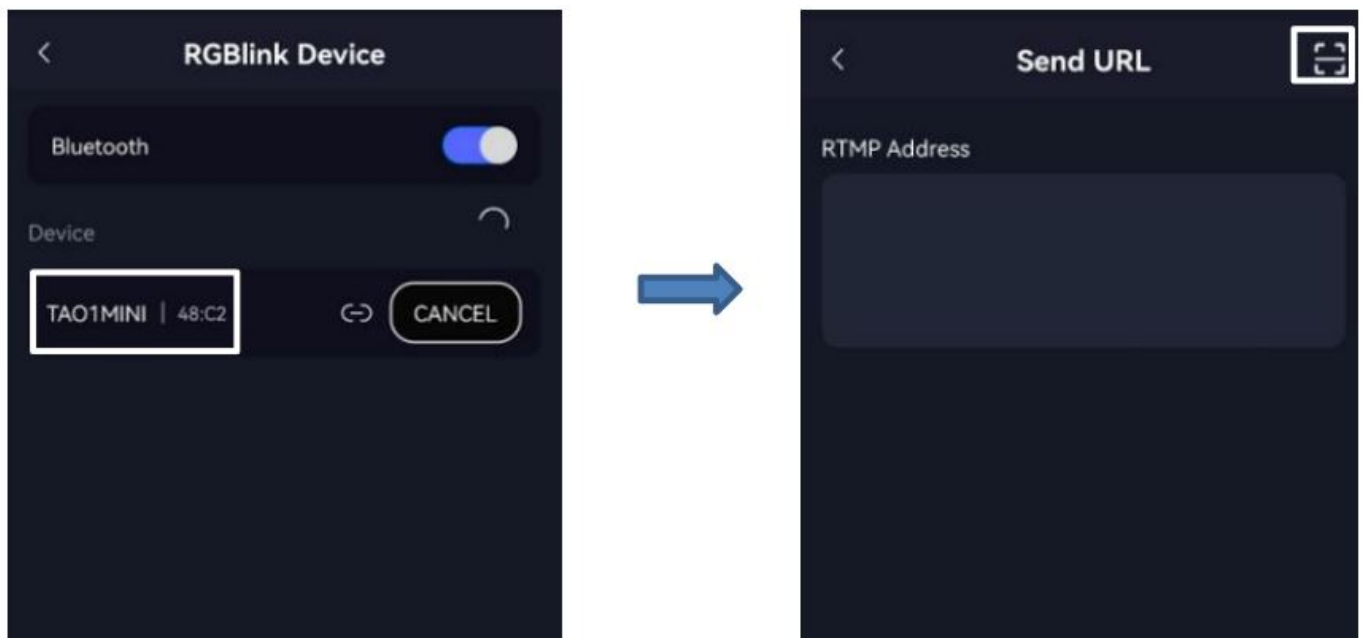 RGBlink Device
Bluetooth
Device
TAO1MINI | 48:C2
CANCEL
Send URL
RTMP Address